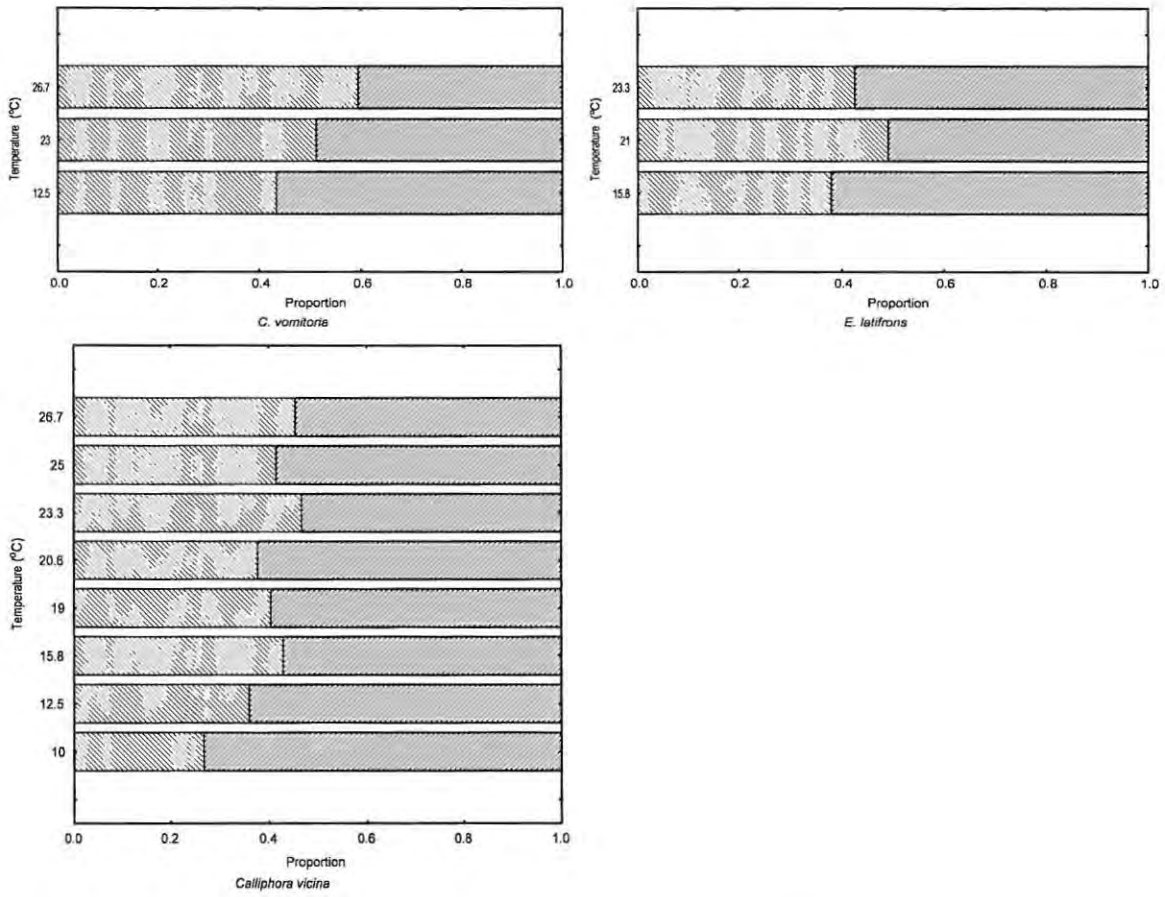 Temperature (ºC)
26.7
23
12.5
0.0 0.2 0.4 0.6 0.8 1.0
Proportion
C. vomitoria
Temperature (ºC)
23.3
21
15.8
0.0 0.2 0.4 0.6 0.8 1.0
Proportion
E. latifrons
Temperature (ºC)
26.7
25
23.3
20.6
19
15.8
12.5
10
0.0 0.2 0.4 0.6 0.8 1.0
Proportion
Calliphora vicina